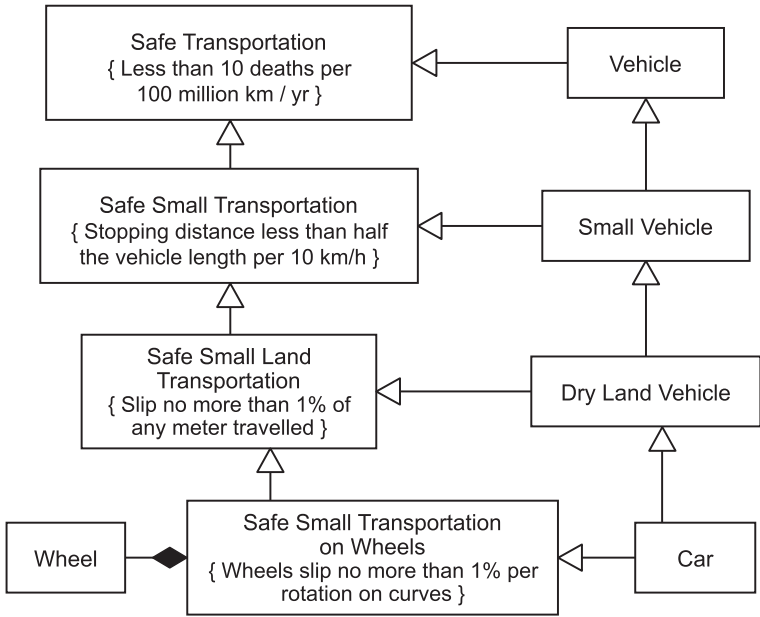 Safe Transportation
{ Less than 10 deaths per
100 million km / yr }
Vehicle
Safe Small Transportation
{ Stopping distance less than half
the vehicle length per 10 km/h }
Small Vehicle
Safe Small Land
Transportation
{ Slip no more than 1% of
any meter travelled }
Dry Land Vehicle
Wheel
Safe Small Transportation
on Wheels
{ Wheels slip no more than 1% per
rotation on curves }
Car